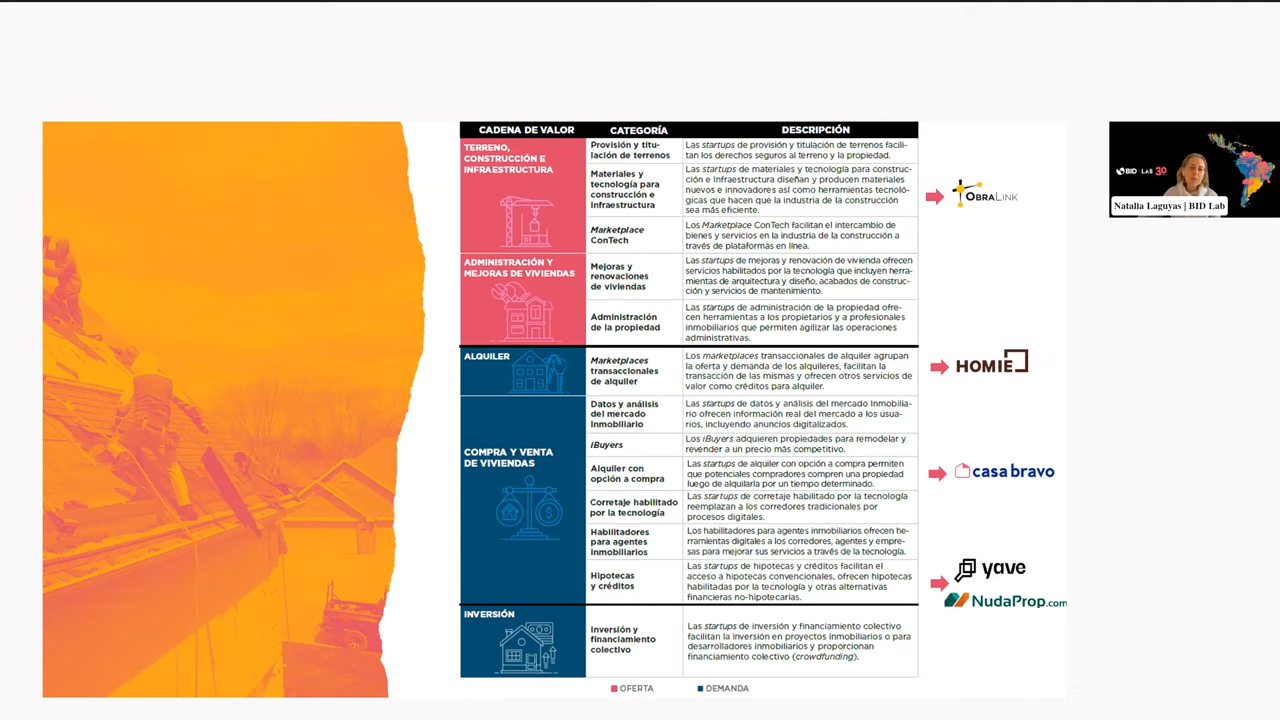 CADENA DE VALOR
CATEGORÍA
DESCRIPCIÓN
TERRENO,
CONSTRUCCIÓN E
INFRAESTRUCTURA
Provisión y titu-
lación de terrenos
Las startups de provisión y titulación de terrenos facili-
tan los derechos seguros al terreno y la propiedad.
Materiales y
tecnología para
construcción e
infraestructura
Las startups de materiales y tecnología para construc-
ción e Infraestructura diseñan y producen materiales
nuevos e innovadores así como herramientas tecnoló-
gicas que hacen que la industria de la construcción
sea más eficiente.
OBRALINK
Marketplace
ConTech
Los Marketplace ConTech facilitan el intercambio de
bienes y servicios en la industria de la construcción a
través de plataformas en línea.
ADMINISTRACIÓN Y
MEJORAS DE VIVIENDAS
Mejoras y
renovaciones
de viviendas
Las startups de mejoras y renovación de vivienda ofrecen
servicios habilitados por la tecnología que incluyen herra-
mientas de arquitectura y diseño, acabados de construc-
ción y servicios de mantenimiento.
Administración
de la propiedad
Las startups de administración de la propiedad ofre-
cen herramientas a los propietarios y a profesionales
inmobiliarios que permiten agilizar las operaciones
administrativas.
ALQUILER
Marketplaces
transaccionales
de alquiler
Los marketplaces transaccionales de alquiler agrupan
la oferta y demanda de los alquileres, facilitan la
transacción de las mismas y ofrecen otros servicios de
valor como créditos para alquiler.
HOMIE
COMPRA Y VENTA
DE VIVIENDAS
Datos y análisis
del mercado
inmobiliario
Las startups de datos y análisis del mercado Inmobilia-
rio ofrecen información real del mercado a los usua-
rios, incluyendo anuncios digitalizados.
iBuyers
Los iBuyers adquieren propiedades para remodelar y
revender a un precio más competitivo.
Alquiler con
opción a compra
Las startups de alquiler con opción a compra permiten
que potenciales compradores compren una propiedad
luego de alquilarla por un tiempo determinado.
casa bravo
Corretaje habilitado
por la tecnología
Las startups de corretaje habilitado por la tecnología
reemplazan a los corredores tradicionales por
procesos digitales.
Habilitadores
para agentes
inmobiliarios
Los habilitadores para agentes inmobiliarios ofrecen he-
rramientas digitales a los corredores, agentes y empre-
sas para mejorar sus servicios a través de la tecnología.
Hipotecas
y créditos
Las startups de hipotecas y créditos facilitan el
acceso a hipotecas convencionales, ofrecen hipotecas
habilitadas por la tecnología y otras alternativas
financieras no-hipotecarias.
yave
NudaProp.com
INVERSIÓN
Inversión y
financiamiento
colectivo
Las startups de inversión y financiamiento colectivo
facilitan la inversión en proyectos inmobiliarios o para
desarrolladores inmobiliarios y proporcionan
financiamiento colectivo (crowdfunding).
OFERTA
DEMANDA
BID LAB 30
Natalia Laguyas | BID Lab